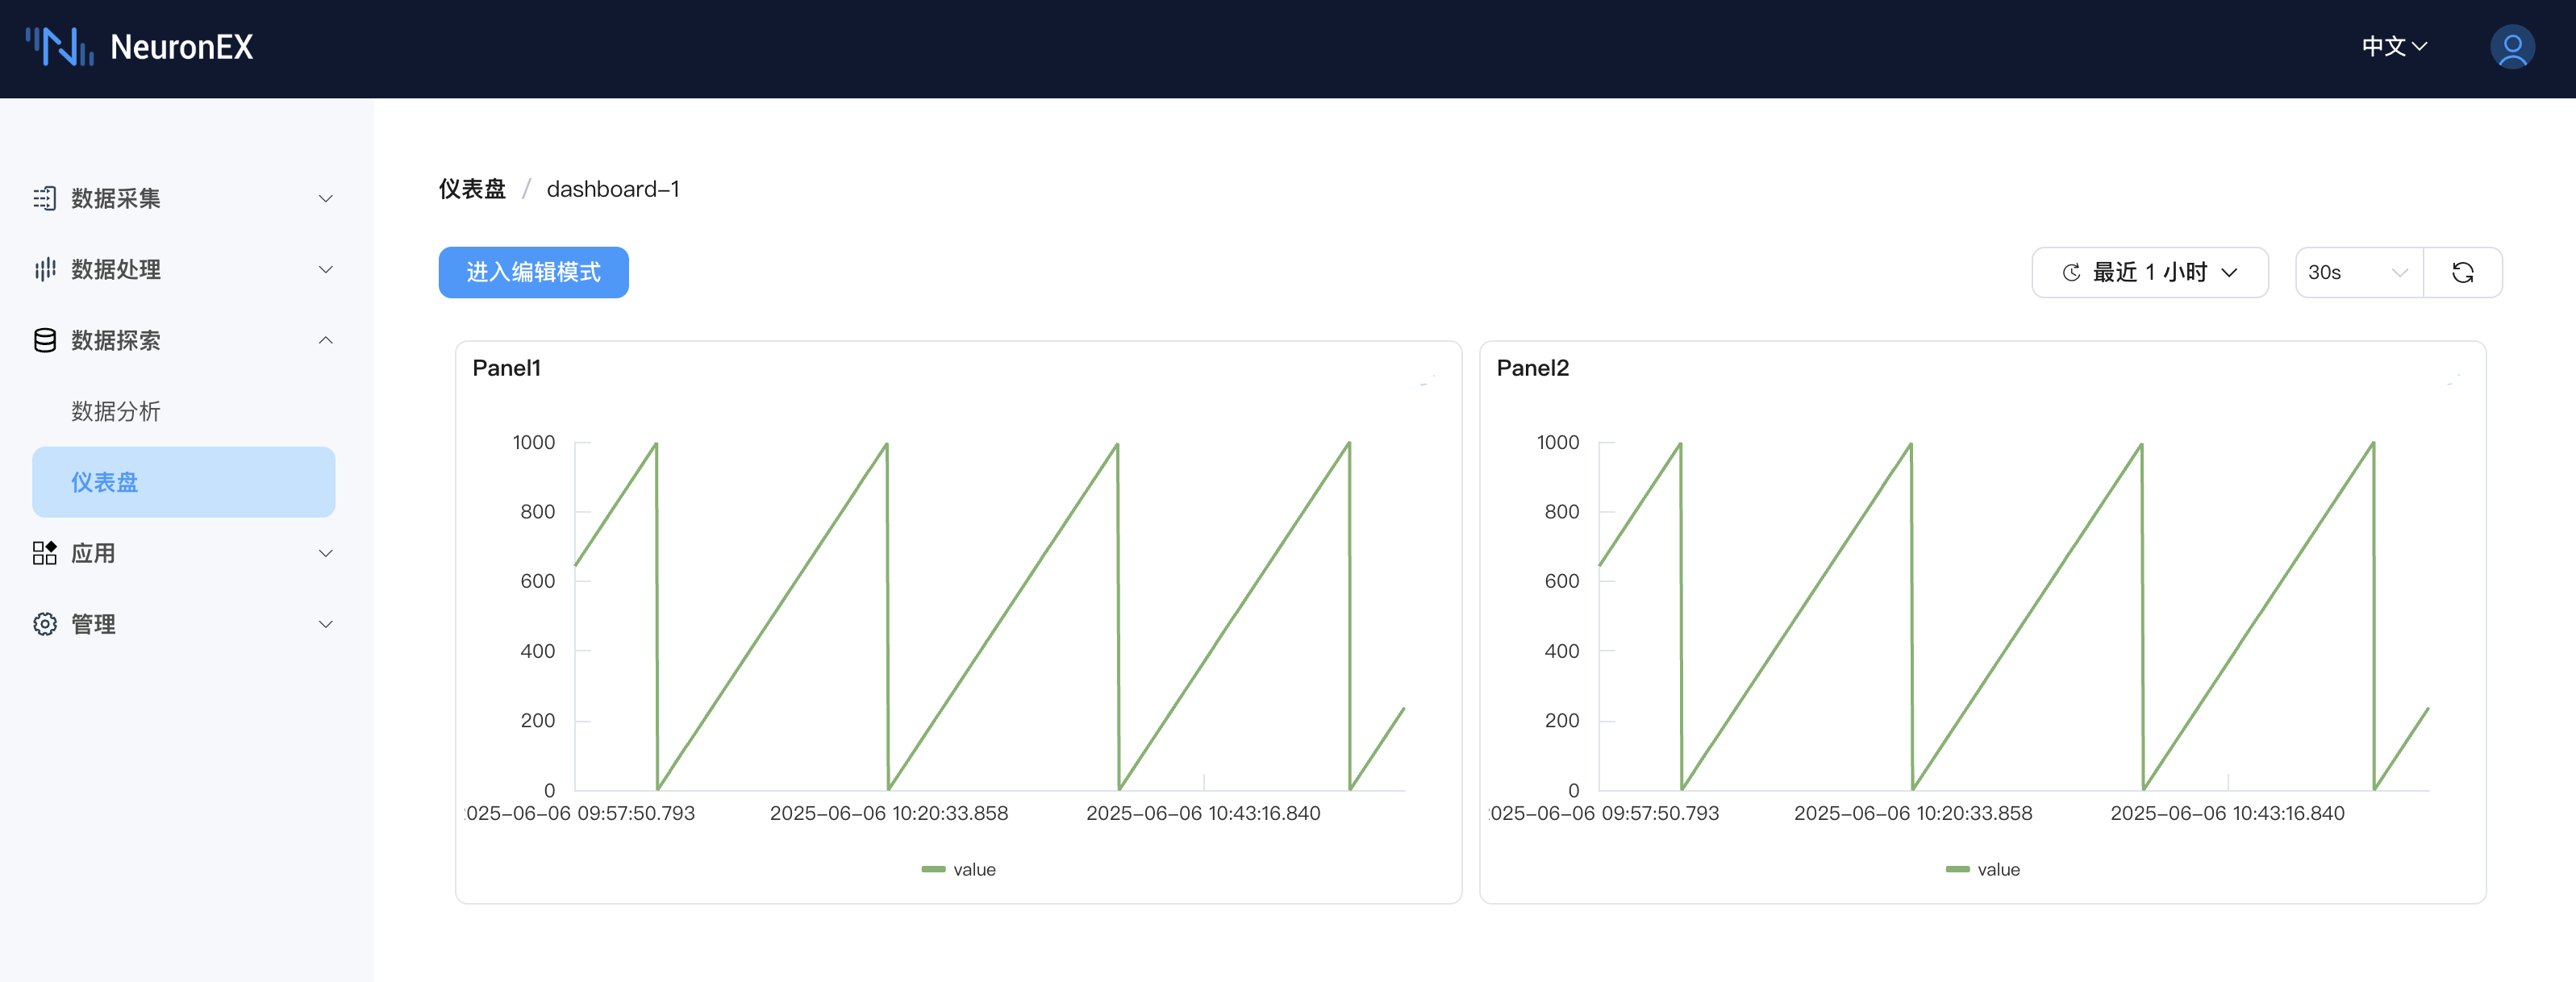 NeuronEX
中文
数据采集
数据处理
数据探索
数据分析
仪表盘
应用
管理
仪表盘 / dashboard-1
进入编辑模式
最近 1 小时
30s
Panel1
1000
800
600
400
200
0
025-06-06 09:57:50.793
2025-06-06 10:20:33.858
2025-06-06 10:43:16.840
value
Panel2
1000
800
600
400
200
0
025-06-06 09:57:50.793
2025-06-06 10:20:33.858
2025-06-06 10:43:16.840
value